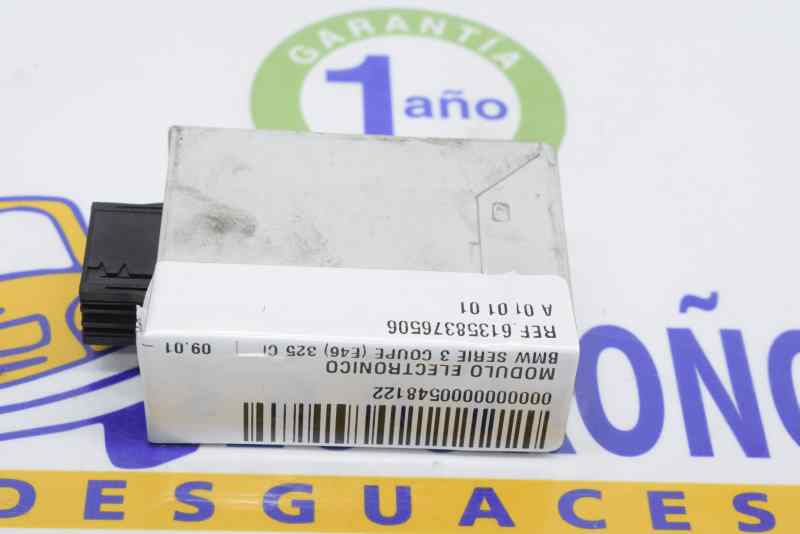 GARANTÍA
1 año
0000000000548122
MODULO ELECTRONICO
BMW SERIE 3 COUPE (E46) 325 CI
09.01
REF.61358376506
A 01 01 01
OÑO
DESGUACES